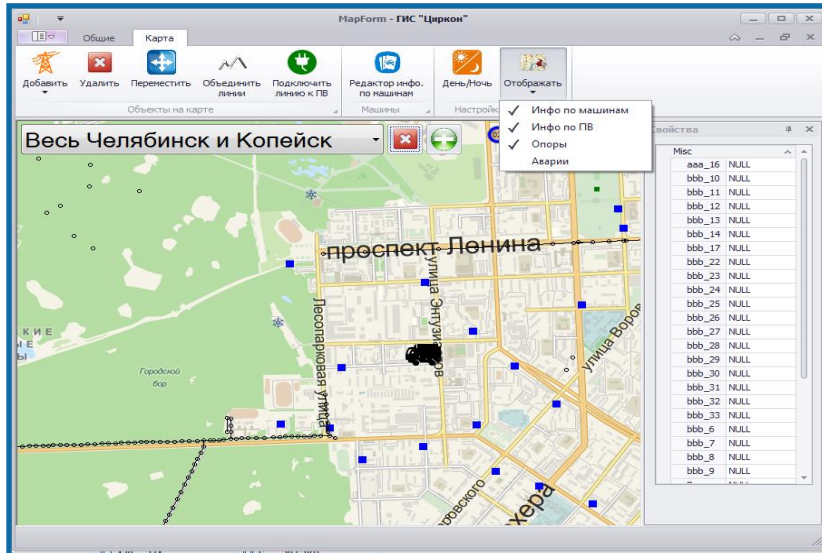 MapForm - ГИС "Циркон"
Общие
Карта
Добавить
Удалить
Переместить
Объединить линии
Подключить линию к ПВ
Редактор инфо. по машинам
День/Ночь
Отображать
Объекты на карте
Машины
Настройк
Инфо по машинам
Инфо по ПВ
Опоры
Аварии
Весь Челябинск и Копейск
войства
Misc
aaa_16 NULL
bbb_10 NULL
bbb_11 NULL
bbb_12 NULL
bbb_13 NULL
bbb_14 NULL
bbb_17 NULL
bbb_22 NULL
bbb_23 NULL
bbb_24 NULL
bbb_25 NULL
bbb_26 NULL
bbb_27 NULL
bbb_28 NULL
bbb_29 NULL
bbb_30 NULL
bbb_31 NULL
bbb_32 NULL
bbb_33 NULL
bbb_6 NULL
bbb_7 NULL
bbb_8 NULL
bbb_9 NULL
проспект Ленина
улица Энтузиастов
Лесопарковая улица
улица Воров
КИЕ
Городской
бор
ровского
охера